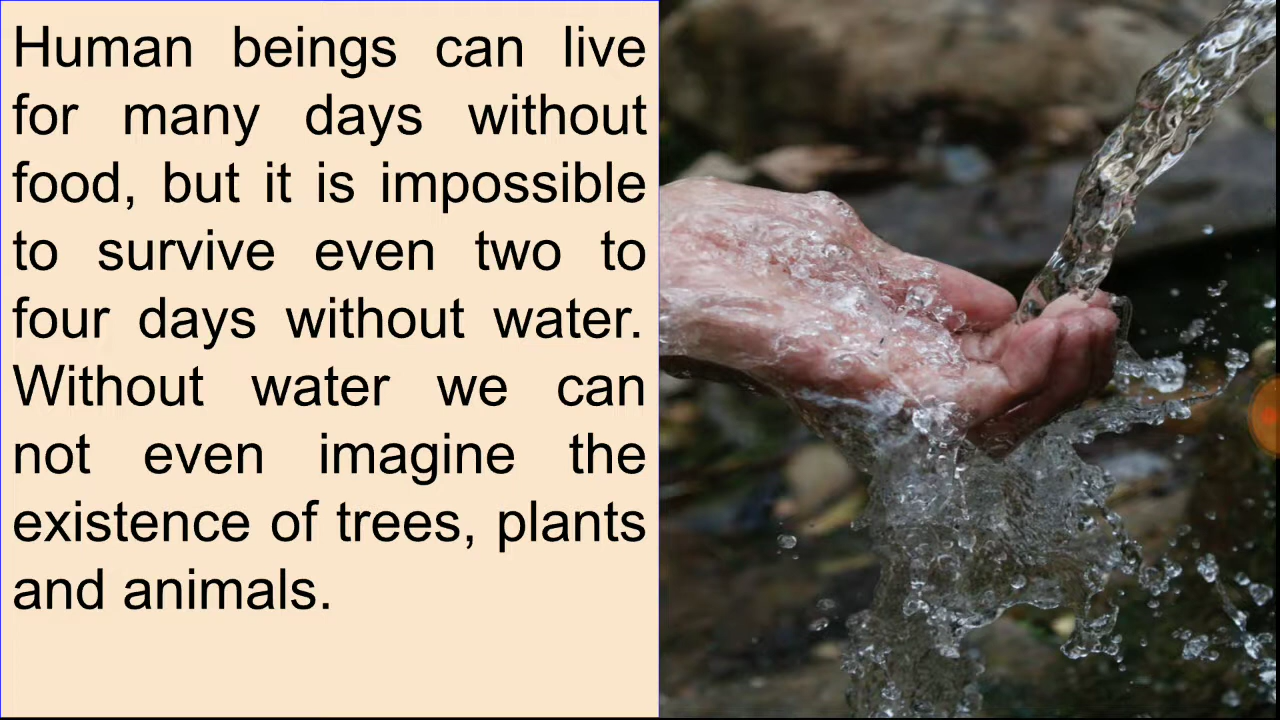 Human beings can live
for many days without
food, but it is impossible
to survive even two to
four days without water.
Without water we can
not even imagine the
existence of trees, plants
and animals.